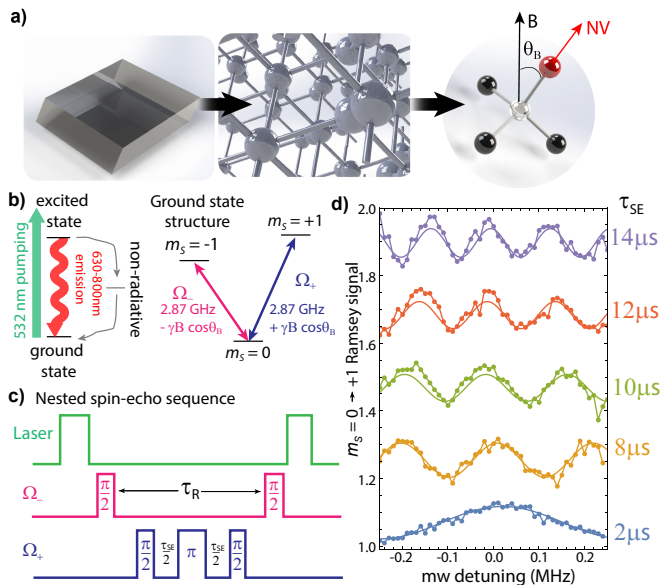 a)
B
θB
NV
b)
excited
state
532 nm pumping
630-800nm
emission
non-radiative
ground
state
Ground state
structure
mS = -1
mS = +1
Ω-
2.87 GHz
- γB cosθB
Ω+
2.87 GHz
+ γB cosθB
mS=0
c) Nested spin-echo sequence
Laser
Ω-
π/2
τR
π/2
Ω+
π/2
τSE/2
π
τSE/2
π/2
d)
τSE
2.0
1.8
1.6
1.4
1.2
1.0
mS= 0 → +1 Ramsey signal
14μs
12μs
10μs
8μs
2μs
-0.2 -0.1 0.0 0.1 0.2
mw detuning (MHz)